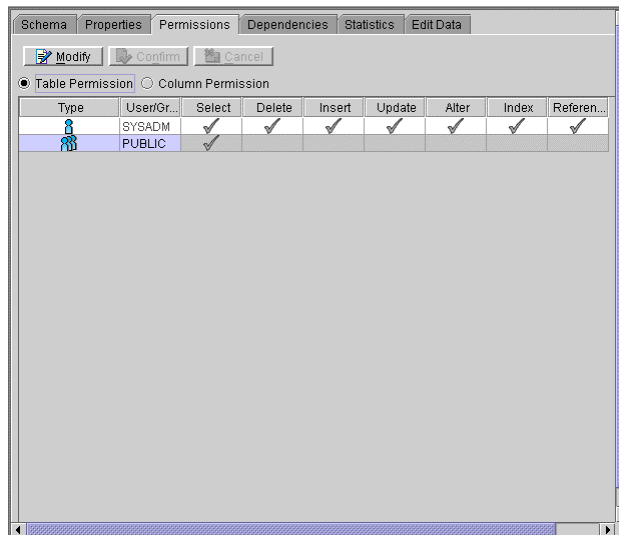 Schema Properties Permissions Dependencies Statistics Edit Data
Modify Confirm Cancel
Table Permission Column Permission
Type User/Gr... Select Delete Insert Update Alter Index Referen...
SYSADM
PUBLIC